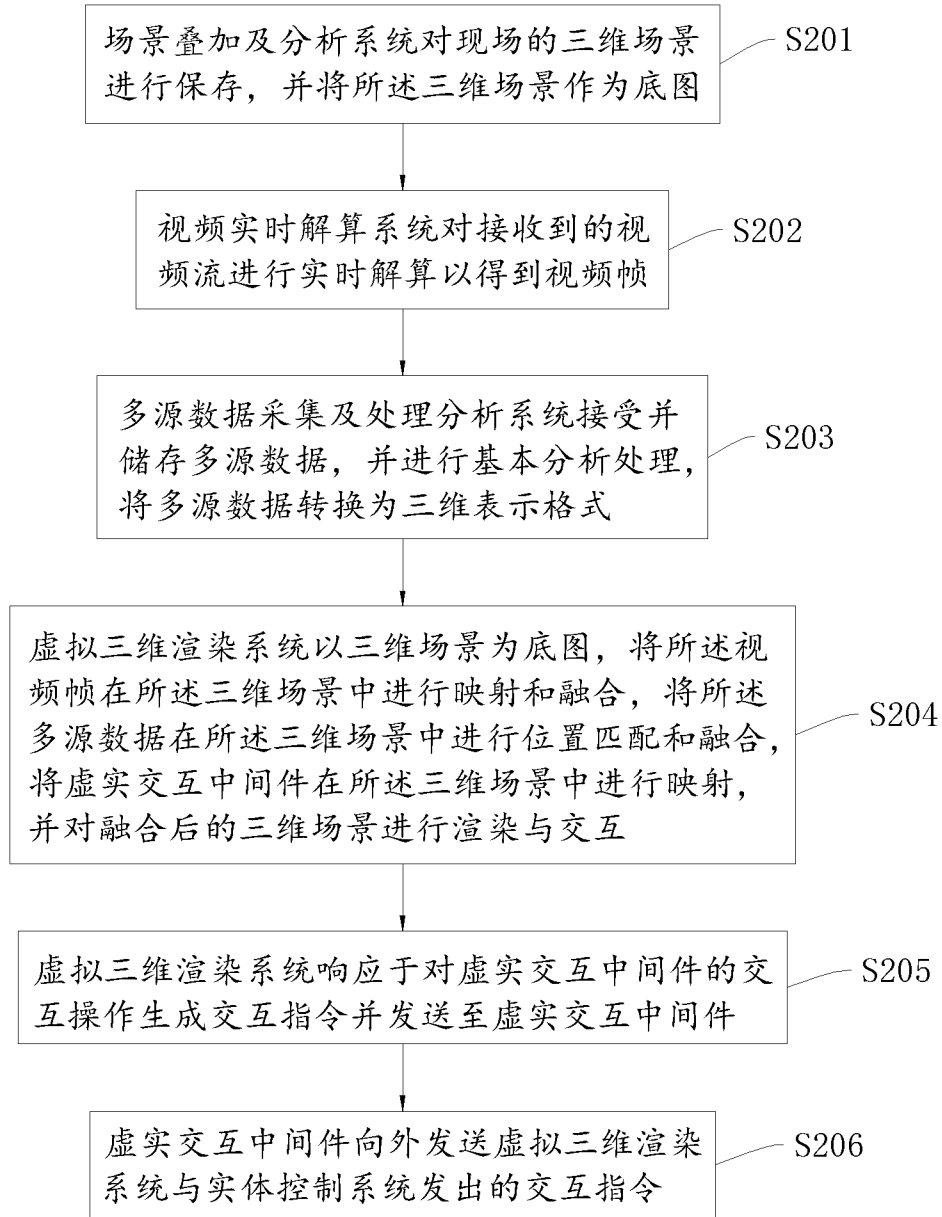 场景叠加及分析系统对现场的三维场景
进行保存，并将所述三维场景作为底图
S201
视频实时解算系统对接收到的视
频流进行实时解算以得到视频帧
S202
多源数据采集及处理分析系统接受并
储存多源数据，并进行基本分析处理，
将多源数据转换为三维表示格式
S203
虚拟三维渲染系统以三维场景为底图，将所述视
频帧在所述三维场景中进行映射和融合，将所述
多源数据在所述三维场景中进行位置匹配和融合，
将虚实交互中间件在所述三维场景中进行映射，
并对融合后的三维场景进行渲染与交互
S204
虚拟三维渲染系统响应于对虚实交互中间件的交
互操作生成交互指令并发送至虚实交互中间件
S205
虚实交互中间件向外发送虚拟三维渲染
系统与实体控制系统发出的交互指令
S206